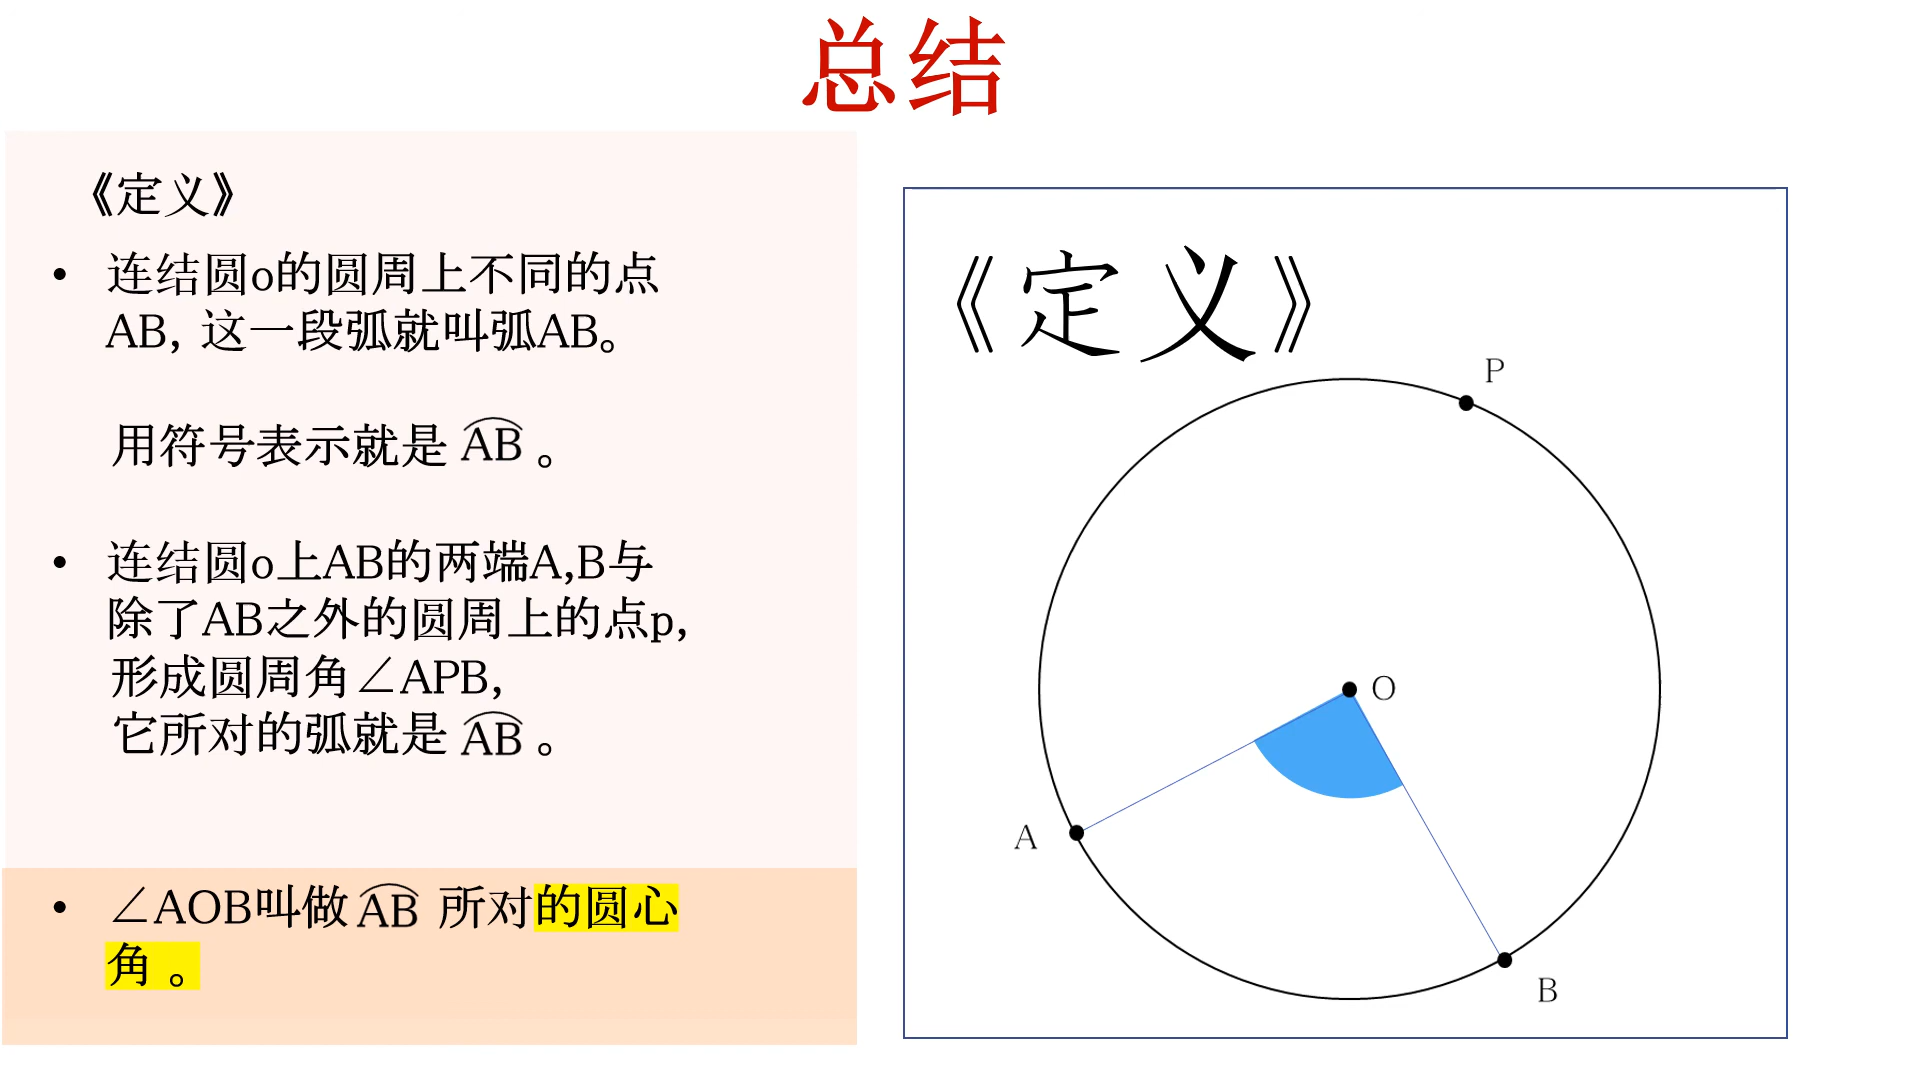 总结
《定义》
• 连结圆o的圆周上不同的点
AB, 这一段弧就叫弧AB。
用符号表示就是 A͡B 。
• 连结圆o上AB的两端A,B与
除了AB之外的圆周上的点p,
形成圆周角∠APB,
它所对的弧就是 A͡B 。
• ∠AOB叫做 A͡B 所对的圆心
角 。
《定义》
P
O
A
B